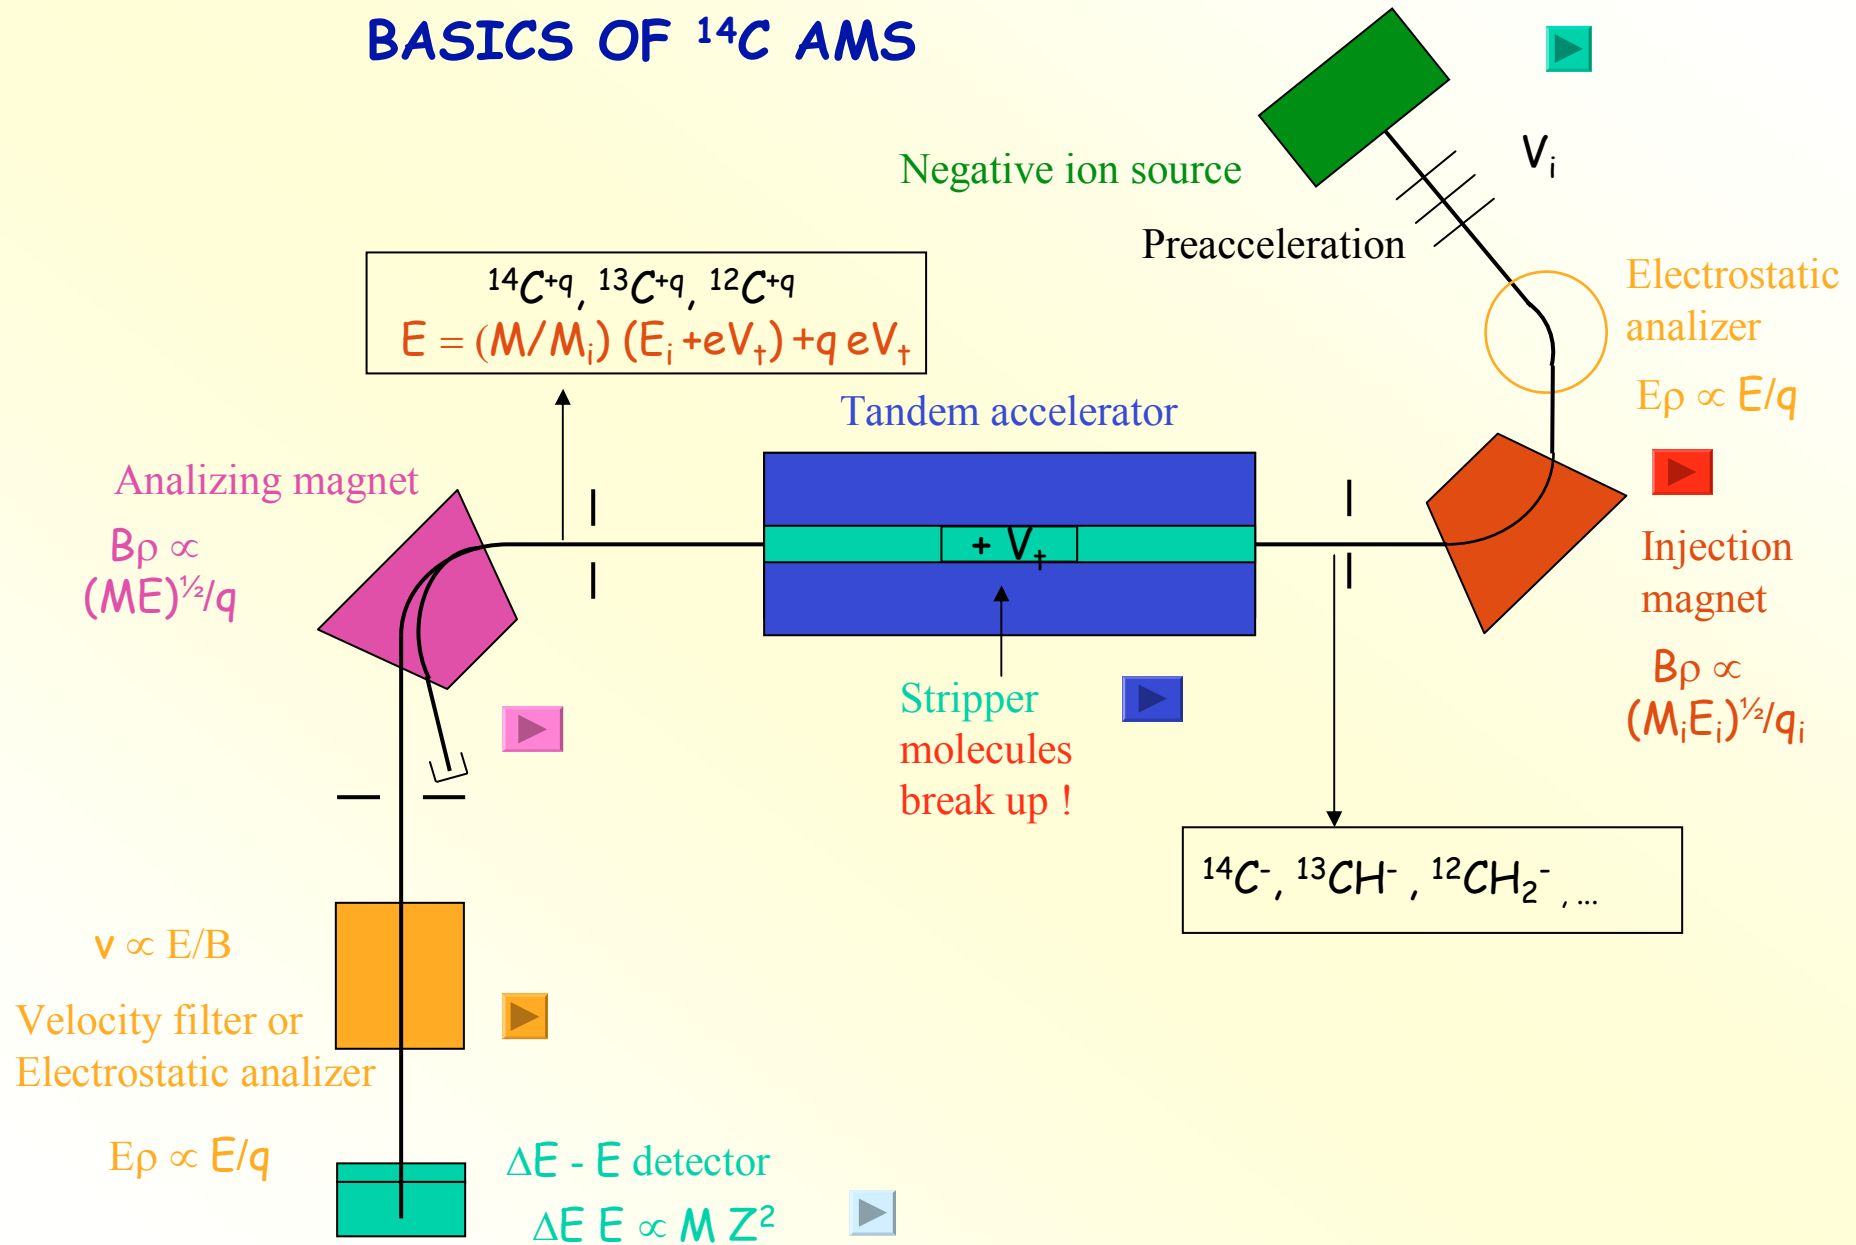 BASICS OF ¹⁴C AMS
Negative ion source
Vᵢ
Preacceleration
Electrostatic
analizer
Eρ ∝ E/q
¹⁴C⁺q, ¹³C⁺q, ¹²C⁺q
E = (M/Mᵢ) (Eᵢ +eVₜ) +q eVₜ
Tandem accelerator
Analizing magnet
Bρ ∝
(ME)^½/q
+ Vₜ
Injection
magnet
Bρ ∝
(MᵢEᵢ)^½/qᵢ
Stripper
molecules
break up !
¹⁴C⁻, ¹³CH⁻ , ¹²CH₂⁻ , ...
v ∝ E/B
Velocity filter or
Electrostatic analizer
Eρ ∝ E/q
ΔE - E detector
ΔE E ∝ M Z²